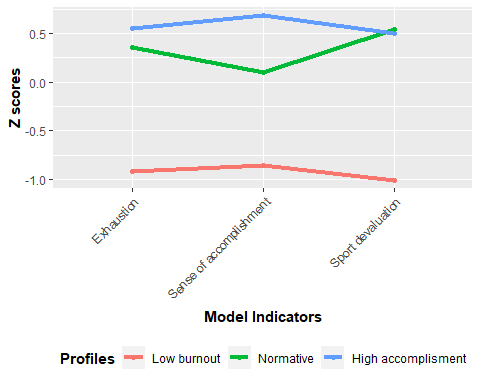 0.5
0.0
-0.5
-1.0
Z scores
Exhaustion
Sense of accomplishment
Sport devaluation
Model Indicators
Profiles Low burnout Normative High accomplisment